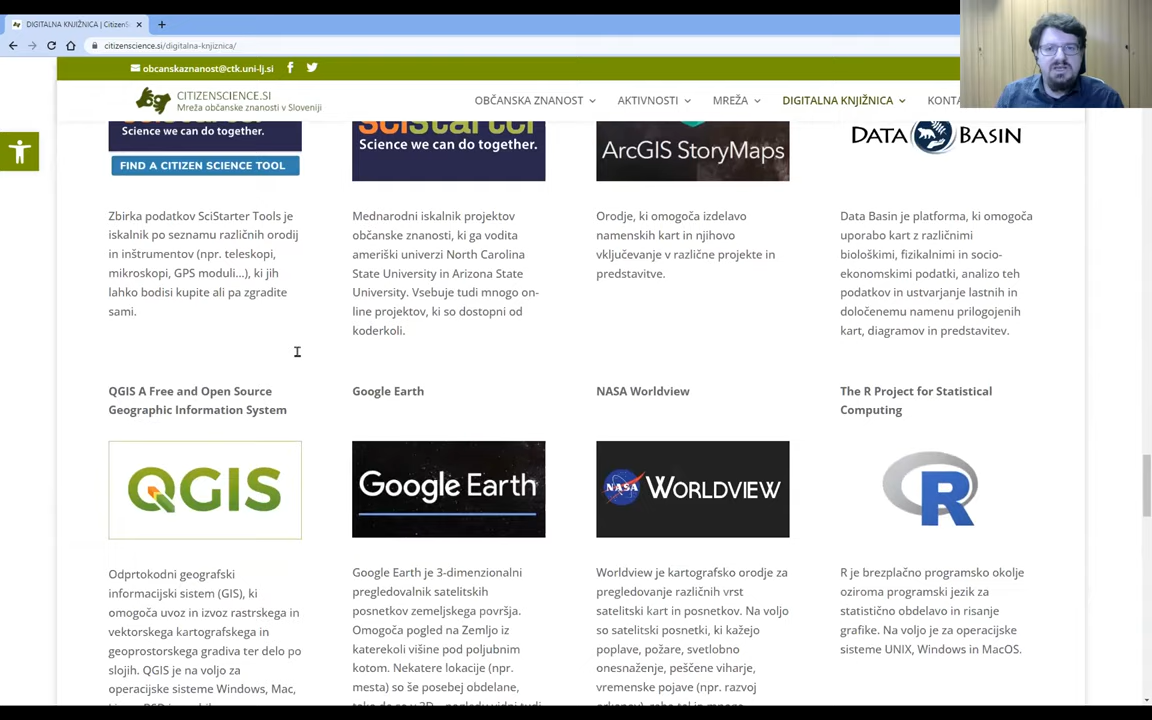 DIGITALNA KNJIŽNICA | Citizen
citizenscience.si/digitalna-knjiznica/
obcanskaznanost@ctk.uni-lj.si
CITIZENSCIENCE.SI
Mreža občanske znanosti v Sloveniji
OBČANSKA ZNANOST
AKTIVNOSTI
MREŽA
DIGITALNA KNJIŽNICA
Science we can do together.
FIND A CITIZEN SCIENCE TOOL
Zbirka podatkov SciStarter Tools je
iskalnik po seznamu različnih orodij
in inštrumentov (npr. teleskopi,
mikroskopi, GPS moduli...), ki jih
lahko bodisi kupite ali pa zgradite
sami.
scistarter
Science we can do together.
Mednarodni iskalnik projektov
občanske znanosti, ki ga vodita
ameriški univerzi North Carolina
State University in Arizona State
University. Vsebuje tudi mnogo on-
line projektov, ki so dostopni od
koderkoli.
ArcGIS StoryMaps
Orodje, ki omogoča izdelavo
namenskih kart in njihovo
vključevanje v različne projekte in
predstavitve.
DATA BASIN
Data Basin je platforma, ki omogoča
uporabo kart z različnimi
biološkimi, fizikalnimi in socio-
ekonomskimi podatki, analizo teh
podatkov in ustvarjanje lastnih in
določenemu namenu prilogojenih
kart, diagramov in predstavitev.
QGIS A Free and Open Source
Geographic Information System
QGIS
Odprtokodni geografski
informacijski sistem (GIS), ki
omogoča uvoz in izvoz rastrskega in
vektorskega kartografskega in
geoprostorskega gradiva ter delo po
slojih. QGIS je na voljo za
operacijske sisteme Windows, Mac,
Google Earth
Google Earth
Google Earth je 3-dimenzionalni
pregledovalnik satelitskih
posnetkov zemeljskega površja.
Omogoča pogled na Zemljo iz
katerekoli višine pod poljubnim
kotom. Nekatere lokacije (npr.
mesta) so še posebej obdelane,
NASA Worldview
NASA WORLDVIEW
Worldview je kartografsko orodje za
pregledovanje različnih vrst
satelitski kart in posnetkov. Na voljo
so satelitski posnetki, ki kažejo
poplave, požare, svetlobno
onesnaženje, peščene viharje,
vremenske pojave (npr. razvoj
The R Project for Statistical
Computing
R
R je brezplačno programsko okolje
oziroma programski jezik za
statistično obdelavo in risanje
grafike. Na voljo je za operacijske
sisteme UNIX, Windows in MacOS.